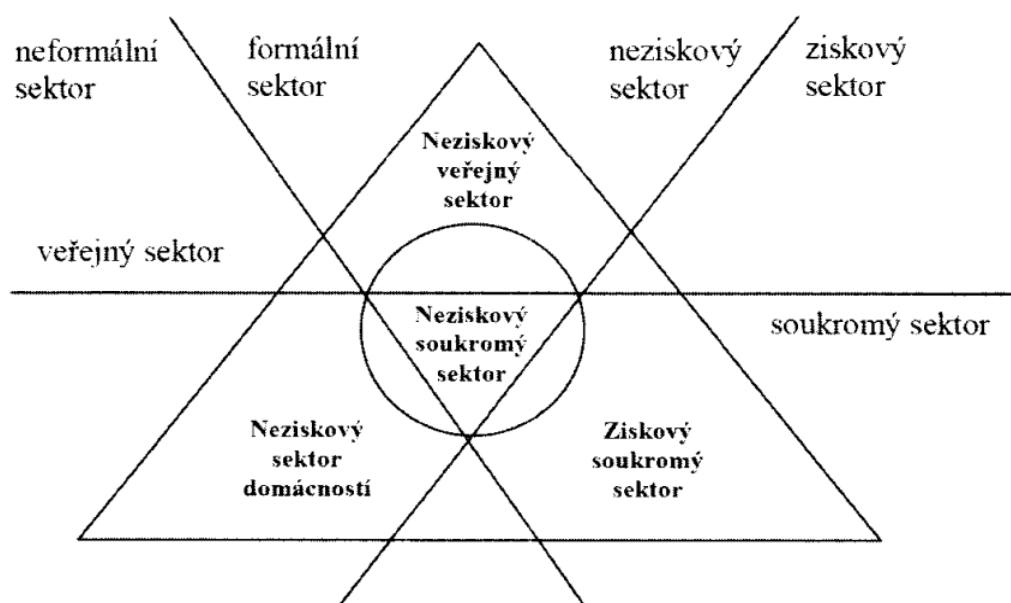 neformální
sektor
formální
sektor
neziskový
sektor
ziskový
sektor
Neziskový
veřejný
sektor
veřejný sektor
Neziskový
soukromý
sektor
soukromý sektor
Neziskový
sektor
domácností
Ziskový
soukromý
sektor